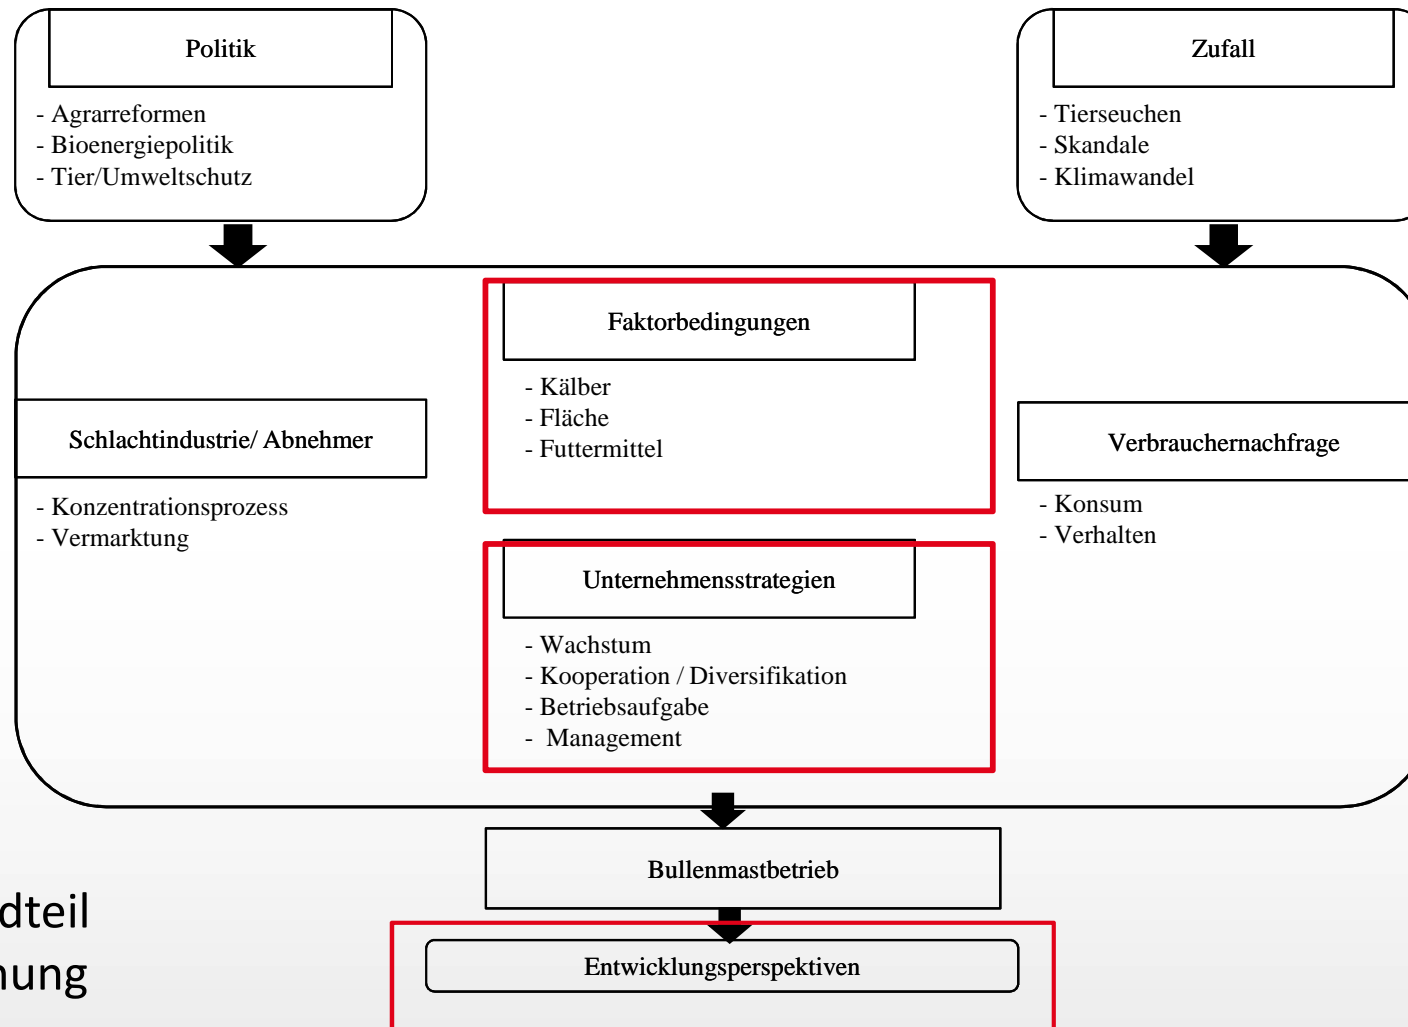 Politik
- Agrarreformen
- Bioenergiepolitik
- Tier/Umweltschutz
Zufall
- Tierseuchen
- Skandale
- Klimawandel
Faktorbedingungen
- Kälber
- Fläche
- Futtermittel
Schlachtindustrie/ Abnehmer
- Konzentrationsprozess
- Vermarktung
Verbrauchernachfrage
- Konsum
- Verhalten
Unternehmensstrategien
- Wachstum
- Kooperation / Diversifikation
- Betriebsaufgabe
- Management
Bullenmastbetrieb
Entwicklungsperspektiven
dteil
nung